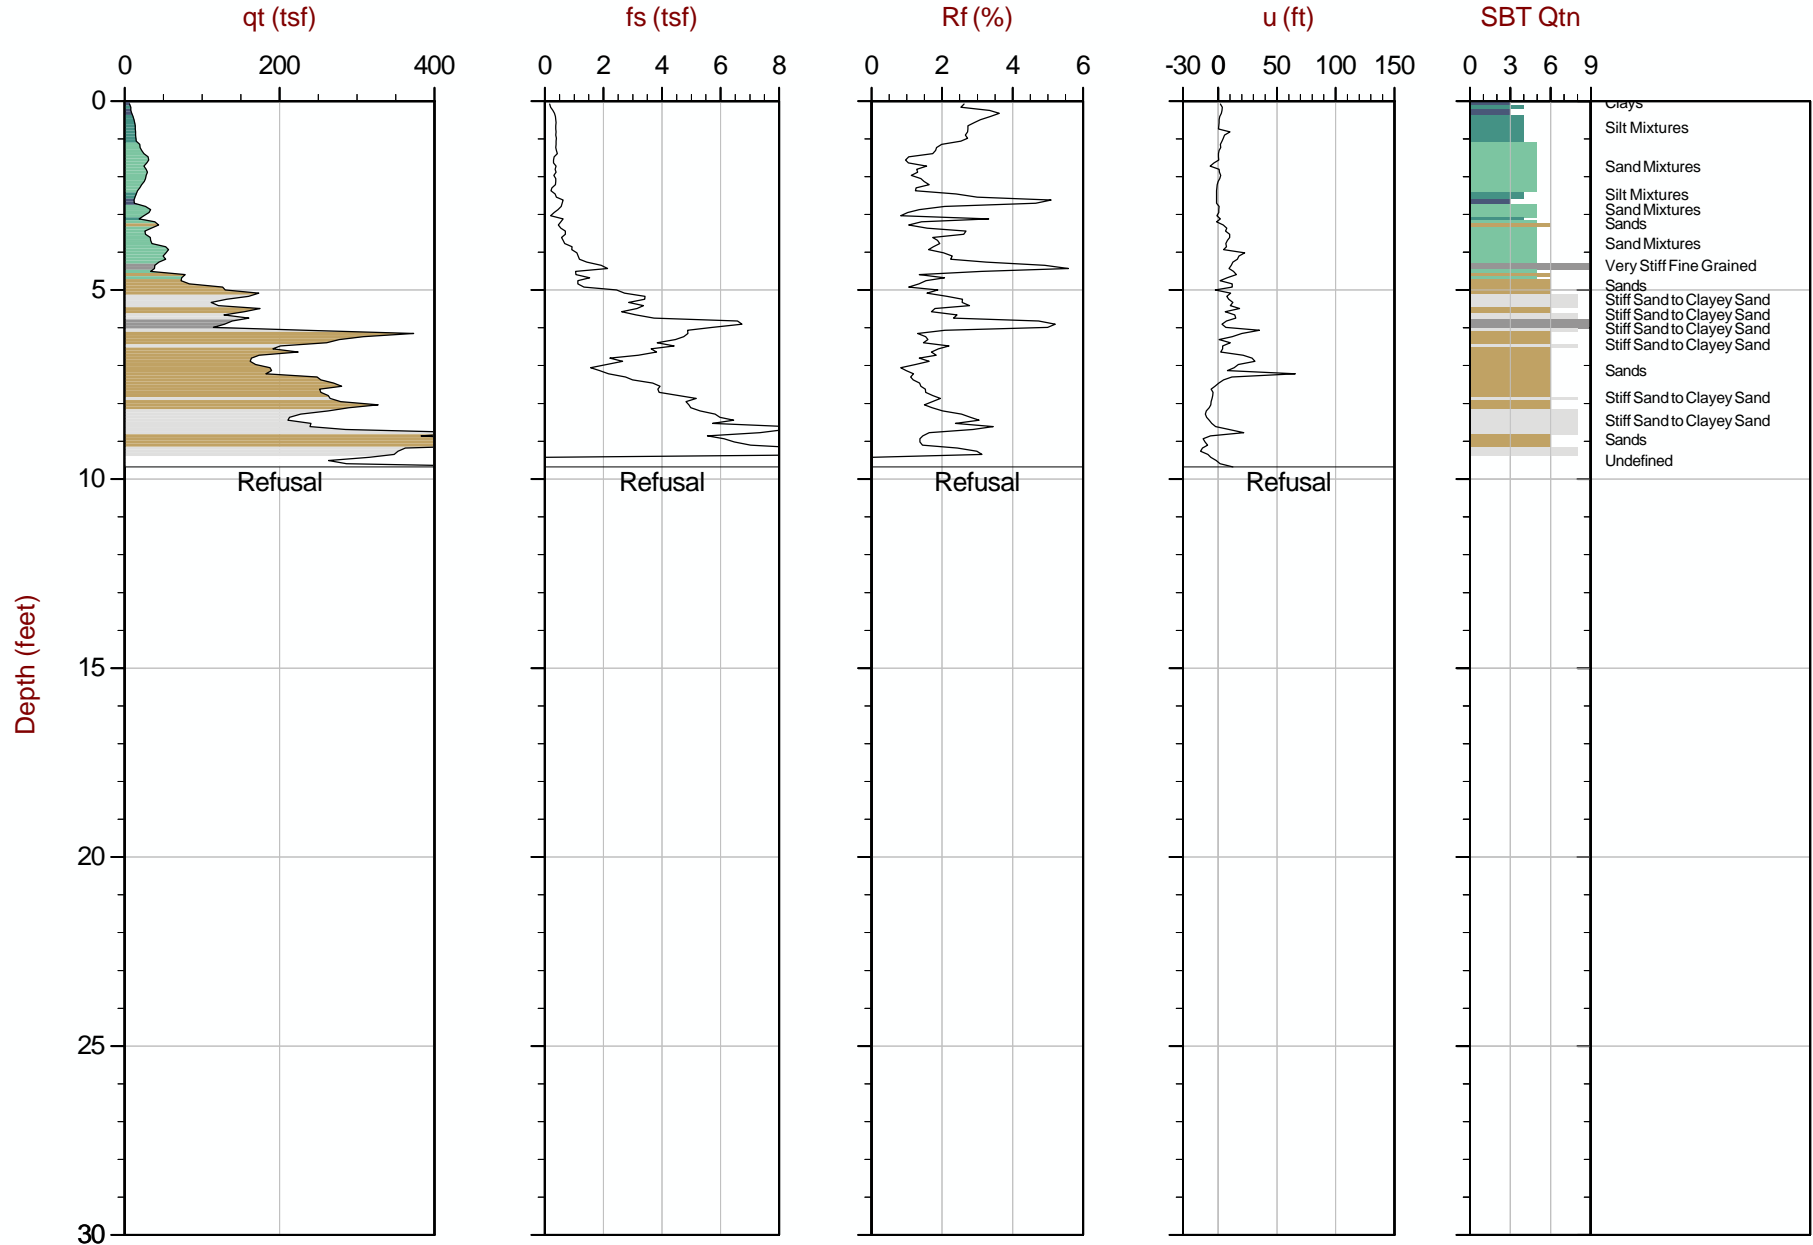 qt (tsf) fs (tsf) Rf (%) u (ft) SBT Qtn
0 200 400 0 2 4 6 8 0 2 4 6 -30 0 50 100 150 0 3 6 9
0
Clays
Silt Mixtures
Sand Mixtures
Silt Mixtures
Sand Mixtures
Sands
Sand Mixtures
Very Stiff Fine Grained
5
Sands
Stiff Sand to Clayey Sand
Stiff Sand to Clayey Sand
Stiff Sand to Clayey Sand
Stiff Sand to Clayey Sand
Sands
Stiff Sand to Clayey Sand
Stiff Sand to Clayey Sand
Sands
Undefined
10
Refusal Refusal Refusal Refusal
15
Depth (feet)
20
25
30